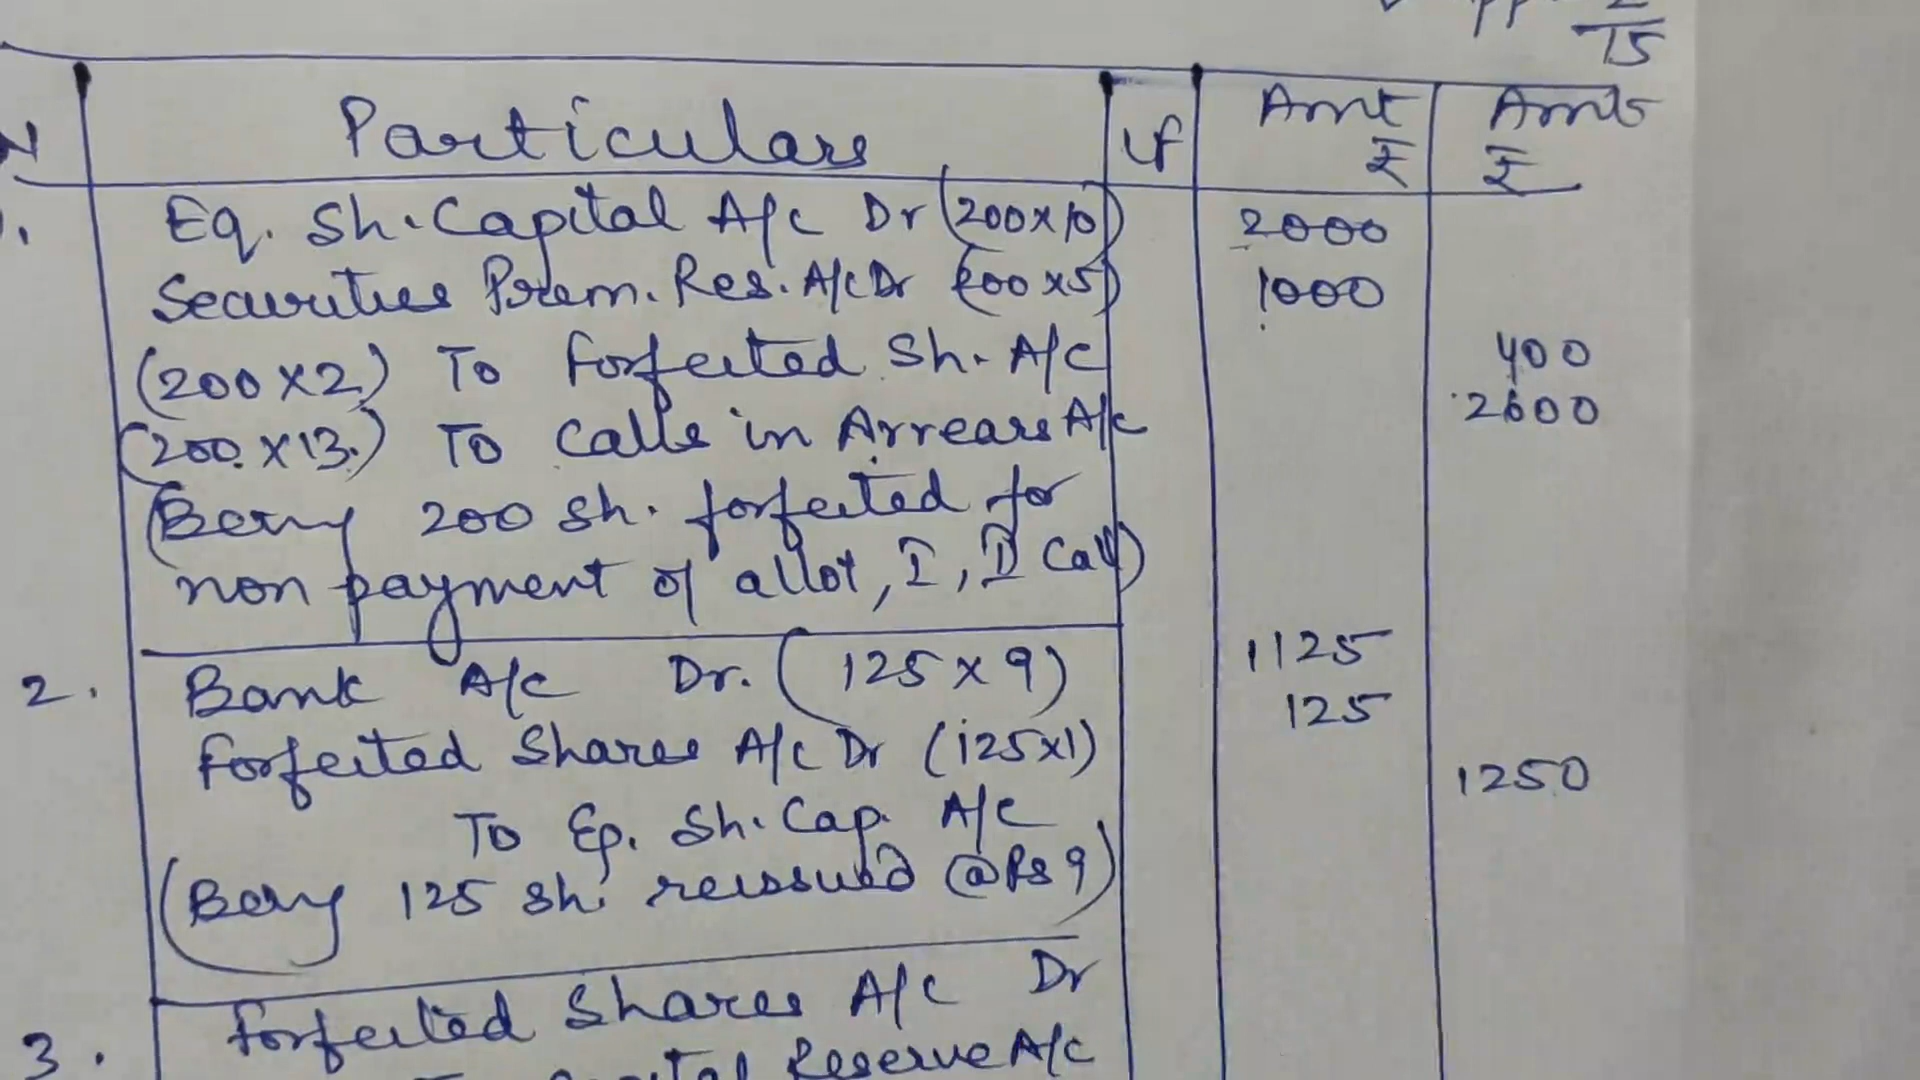 2
15
Particulars LF Amt ₹ Amt ₹
1. Eq. Sh. Capital A/c Dr (200x10) 2000
Securities Prem. Res. A/c Dr (200x5) 1000
(200x2) To Forfeited Sh. A/c 400
(200x13) To Calls in Arrears A/c 2600
(Being 200 sh. forfeited for
non payment of allot, I, II Call)
2. Bank A/c Dr. (125x9) 1125
Forfeited Shares A/c Dr (125x1) 125
To Eq. Sh. Cap. A/c 1250
(Being 125 sh. reissued @Rs 9)
3. Forfeited Shares A/c Dr
Reserve A/c